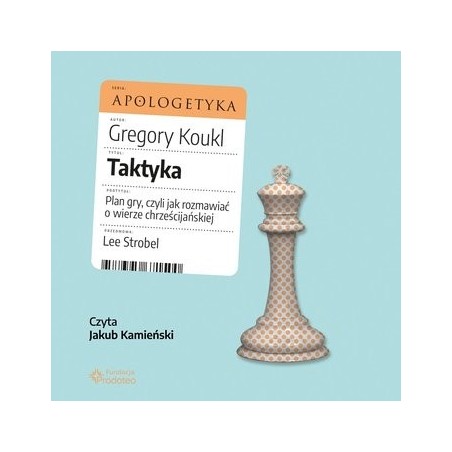 SERIA:
APOLOGETYKA
AUTOR:
Gregory Koukl
TYTUŁ:
Taktyka
PODTYTUŁ:
Plan gry, czyli jak rozmawiać
o wierze chrześcijańskiej
PRZEDMOWA:
Lee Strobel
Czyta
Jakub Kamieński
Fundacja
Prodoteo